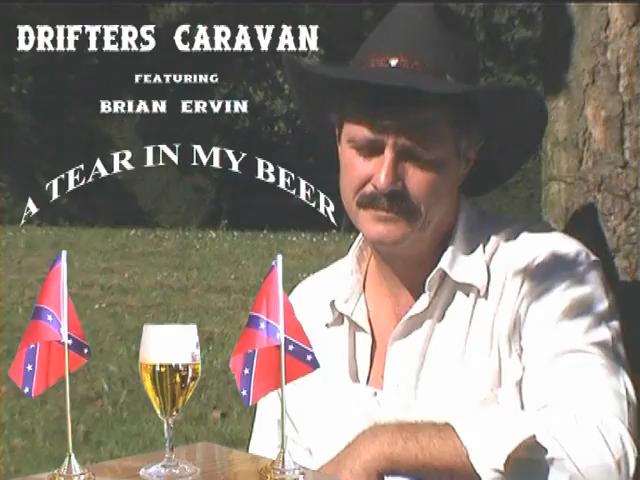 DRIFTERS CARAVAN
FEATURING
BRIAN ERVIN
A TEAR IN MY BEER